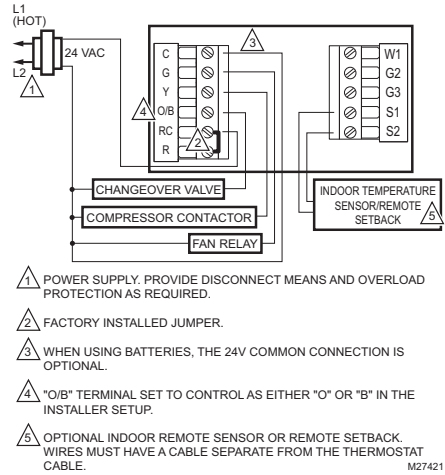 L1
(HOT)
24 VAC
L2
1
3
C
G
Y
4
O/B
RC
R
2
W1
G2
G3
S1
S2
CHANGEOVER VALVE
COMPRESSOR CONTACTOR
FAN RELAY
INDOOR TEMPERATURE
SENSOR/REMOTE
SETBACK
5
1 POWER SUPPLY. PROVIDE DISCONNECT MEANS AND OVERLOAD
PROTECTION AS REQUIRED.
2 FACTORY INSTALLED JUMPER.
3 WHEN USING BATTERIES, THE 24V COMMON CONNECTION IS
OPTIONAL.
4 "O/B" TERMINAL SET TO CONTROL AS EITHER "O" OR "B" IN THE
INSTALLER SETUP.
5 OPTIONAL INDOOR REMOTE SENSOR OR REMOTE SETBACK.
WIRES MUST HAVE A CABLE SEPARATE FROM THE THERMOSTAT
CABLE.
M27421